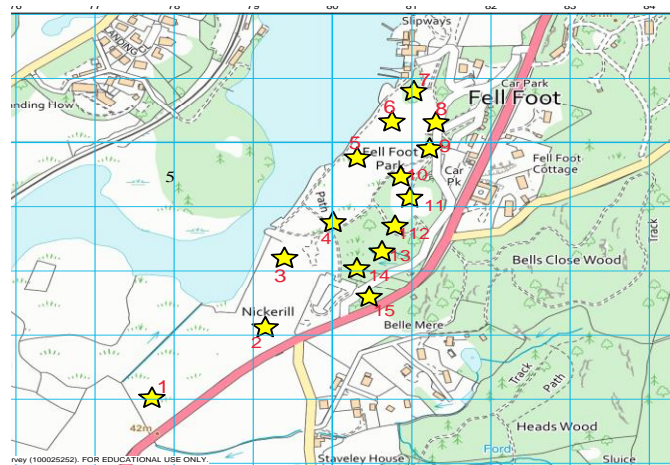 76 77 78 79 80 81 82 83 84
LANDING
Slipways
nding How
Car Park
Fell Foot
7
6
8
5
Fell Foot
Park
9
Car
Pk
Fell Foot
Cottage
5
10
11
Path
4
112
Track
3
13
14
Bells Close Wood
15
Nickerill
2
Belle Mere
1
Track
Path
42m
Heads Wood
Ford
rvey (100025252). FOR EDUCATIONAL USE ONLY.
Staveley House
Sluice